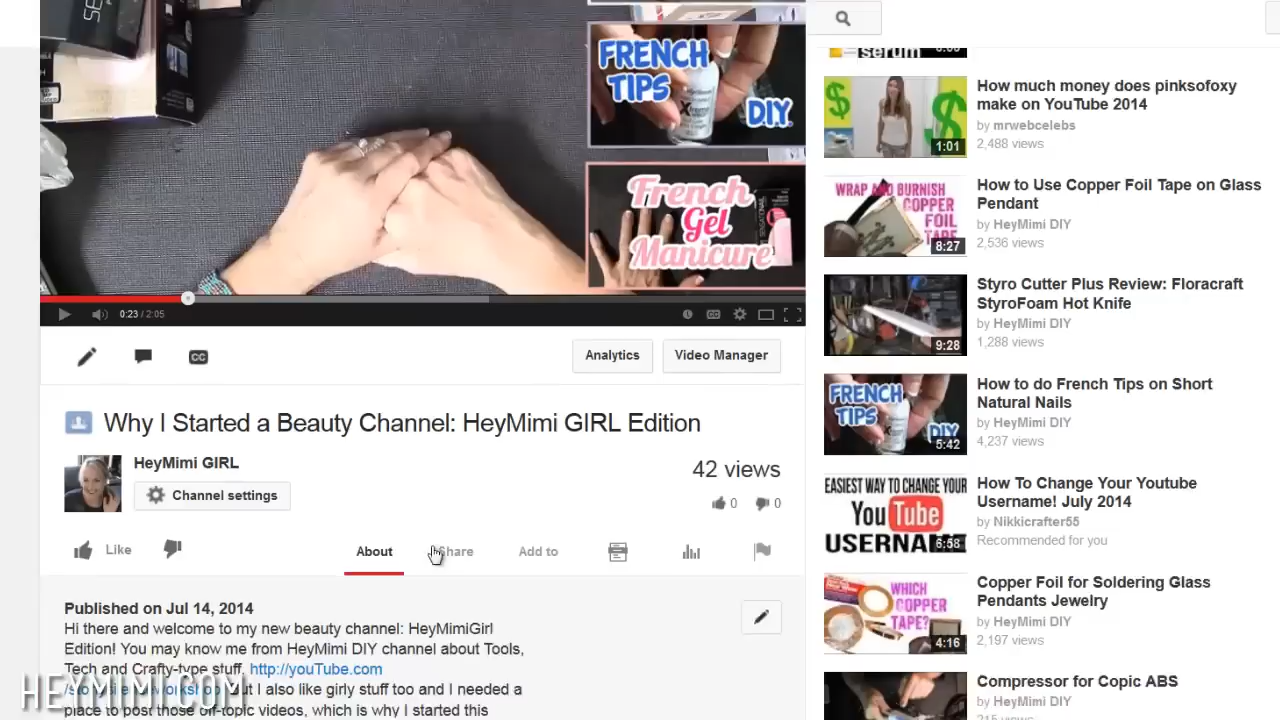 FRENCH
TIPS
DIY
French
Gel
Manicure
0:23 / 2:05
CC
Analytics
Video Manager
Why I Started a Beauty Channel: HeyMimi GIRL Edition
HeyMimi GIRL
Channel settings
42 views
0
0
Like
About
Share
Add to
Published on Jul 14, 2014
Hi there and welcome to my new beauty channel: HeyMimiGirl
Edition! You may know me from HeyMimi DIY channel about Tools,
Tech and Crafty-type stuff. http://youTube.com
but I also like girly stuff too and I needed a
place to post those off-topic videos, which is why I started this
HEYMIMI.COM
serum
How much money does pinksofoxy
make on YouTube 2014
by mrwebcelebs
2,488 views
$
$
1:01
WRAP AND BURNISH
COPPER
FOIL
TAPE
8:27
How to Use Copper Foil Tape on Glass
Pendant
by HeyMimi DIY
2,536 views
9:28
Styro Cutter Plus Review: Floracraft
StyroFoam Hot Knife
by HeyMimi DIY
1,288 views
FRENCH
TIPS
DIY
5:42
How to do French Tips on Short
Natural Nails
by HeyMimi DIY
4,237 views
EASIEST WAY TO CHANGE YOUR
YouTube
USERNAME
6:58
How To Change Your Youtube
Username! July 2014
by Nikkicrafter55
Recommended for you
WHICH
COPPER
TAPE?
4:16
Copper Foil for Soldering Glass
Pendants Jewelry
by HeyMimi DIY
2,197 views
Compressor for Copic ABS
by HeyMimi DIY
215 views